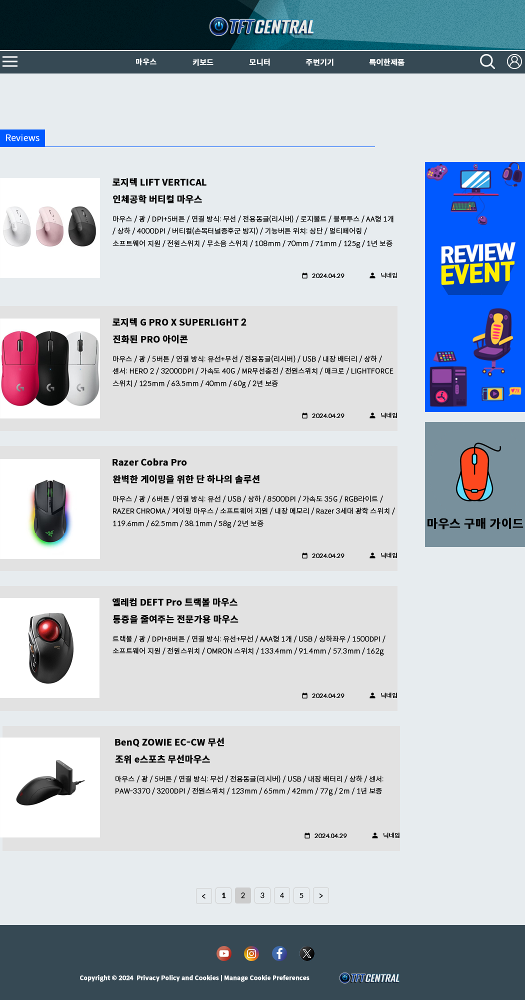 TFTCENTRAL
마우스 키보드 모니터 주변기기 특이한제품
Reviews
로지텍 LIFT VERTICAL
인체공학 버티컬 마우스
마우스 / 광 / DPI+5버튼 / 연결 방식: 무선 / 전용동글(리시버) / 로지볼트 / 블루투스 / AA형 1개
/ 상하 / 4000DPI / 버티컬(손목터널증후군 방지) / 기능버튼 위치: 상단 / 멀티페어링 /
소프트웨어 지원 / 전원스위치 / 무소음 스위치 / 108mm / 70mm / 71mm / 125g / 1년 보증
2024.04.29 닉네임
로지텍 G PRO X SUPERLIGHT 2
진화된 PRO 아이콘
마우스 / 광 / 5버튼 / 연결 방식: 유선+무선 / 전용동글(리시버) / USB / 내장 배터리 / 상하 /
센서: HERO 2 / 32000DPI / 가속도 40G / MR무선충전 / 전원스위치 / 매크로 / LIGHTFORCE
스위치 / 125mm / 63.5mm / 40mm / 60g / 2년 보증
2024.04.29 닉네임
Razer Cobra Pro
완벽한 게이밍을 위한 단 하나의 솔루션
마우스 / 광 / 6버튼 / 연결 방식: 유선 / USB / 상하 / 8500DPI / 가속도 35G / RGB라이트 /
RAZER CHROMA / 게이밍 마우스 / 소프트웨어 지원 / 내장 메모리 / Razer 3세대 광학 스위치 /
119.6mm / 62.5mm / 38.1mm / 58g / 2년 보증
2024.04.29 닉네임
엘레컴 DEFT Pro 트랙볼 마우스
통증을 줄여주는 전문가용 마우스
트랙볼 / 광 / DPI+8버튼 / 연결 방식: 유선+무선 / AAA형 1개 / USB / 상하좌우 / 1500DPI /
소프트웨어 지원 / 전원스위치 / OMRON 스위치 / 133.4mm / 91.4mm / 57.3mm / 162g
2024.04.29 닉네임
BenQ ZOWIE EC-CW 무선
조위 e스포츠 무선마우스
마우스 / 광 / 5버튼 / 연결 방식: 무선 / 전용동글(리시버) / USB / 내장 배터리 / 상하 / 센서:
PAW-3370 / 3200DPI / 전원스위치 / 123mm / 65mm / 42mm / 77g / 2m / 1년 보증
2024.04.29 닉네임
REVIEW
EVENT
마우스 구매 가이드
< 1 2 3 4 5 >
Copyright © 2024 Privacy Policy and Cookies | Manage Cookie Preferences
TFTCENTRAL